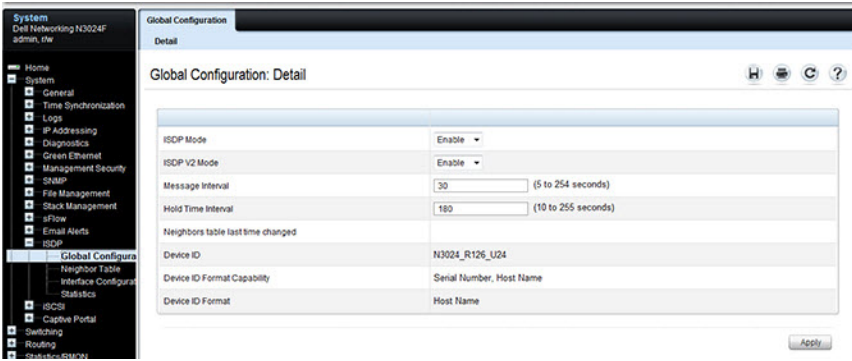 System
Dell Networking N3024F
admin, r/w
Home
System
General
Time Synchronization
Logs
IP Addressing
Diagnostics
Green Ethernet
Management Security
SNMP
File Management
Stack Management
sFlow
Email Alerts
ISDP
Global Configura
Neighbor Table
Interface Configurat
Statistics
iSCSI
Captive Portal
Switching
Routing
Statistics/RMON
Global Configuration
Detail
Global Configuration: Detail
?
ISDP Mode Enable
ISDP V2 Mode Enable
Message Interval 30 (5 to 254 seconds)
Hold Time Interval 180 (10 to 255 seconds)
Neighbors table last time changed
Device ID N3024_R126_U24
Device ID Format Capability Serial Number, Host Name
Device ID Format Host Name
Apply